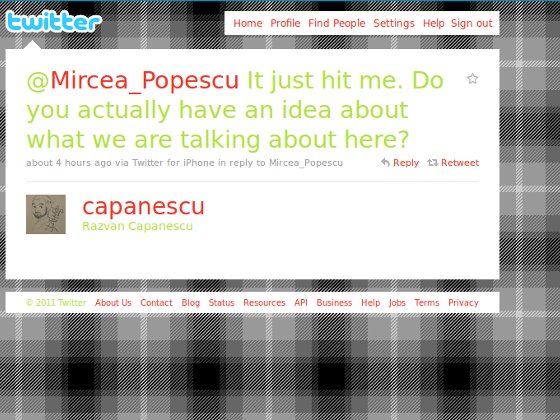 twitter
Home Profile Find People Settings Help Sign out
@Mircea_Popescu It just hit me. Do
you actually have an idea about
what we are talking about here?
about 4 hours ago via Twitter for iPhone in reply to Mircea_Popescu Reply Retweet
capanescu
Razvan Capanescu
© 2011 Twitter About Us Contact Blog Status Resources API Business Help Jobs Terms Privacy